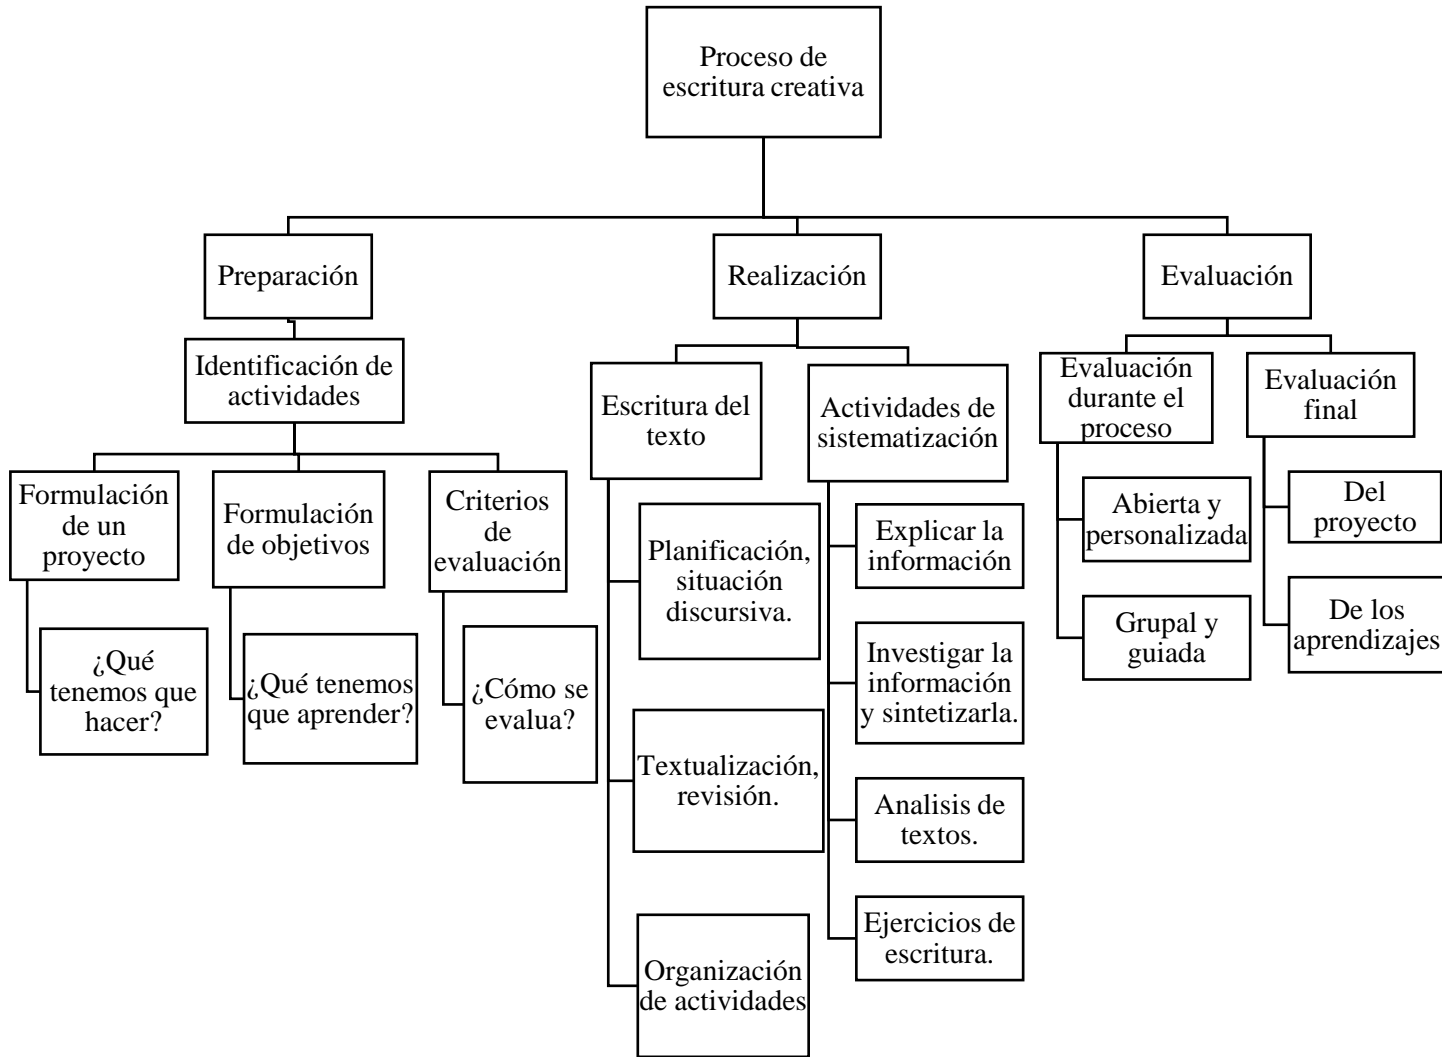 Proceso de
escritura creativa
Preparación
Realización
Evaluación
Identificación de
actividades
Formulación
de un
proyecto
¿Qué
tenemos que
hacer?
Formulación
de objetivos
¿Qué tenemos
que aprender?
Criterios
de
evaluación
¿Cómo se
evalua?
Escritura del
texto
Planificación,
situación
discursiva.
Textualización,
revisión.
Organización
de actividades
Actividades de
sistematización
Explicar la
información
Investigar la
información
y sintetizarla.
Analisis de
textos.
Ejercicios de
escritura.
Evaluación
durante el
proceso
Abierta y
personalizada
Grupal y
guiada
Evaluación
final
Del
proyecto
De los
aprendizajes